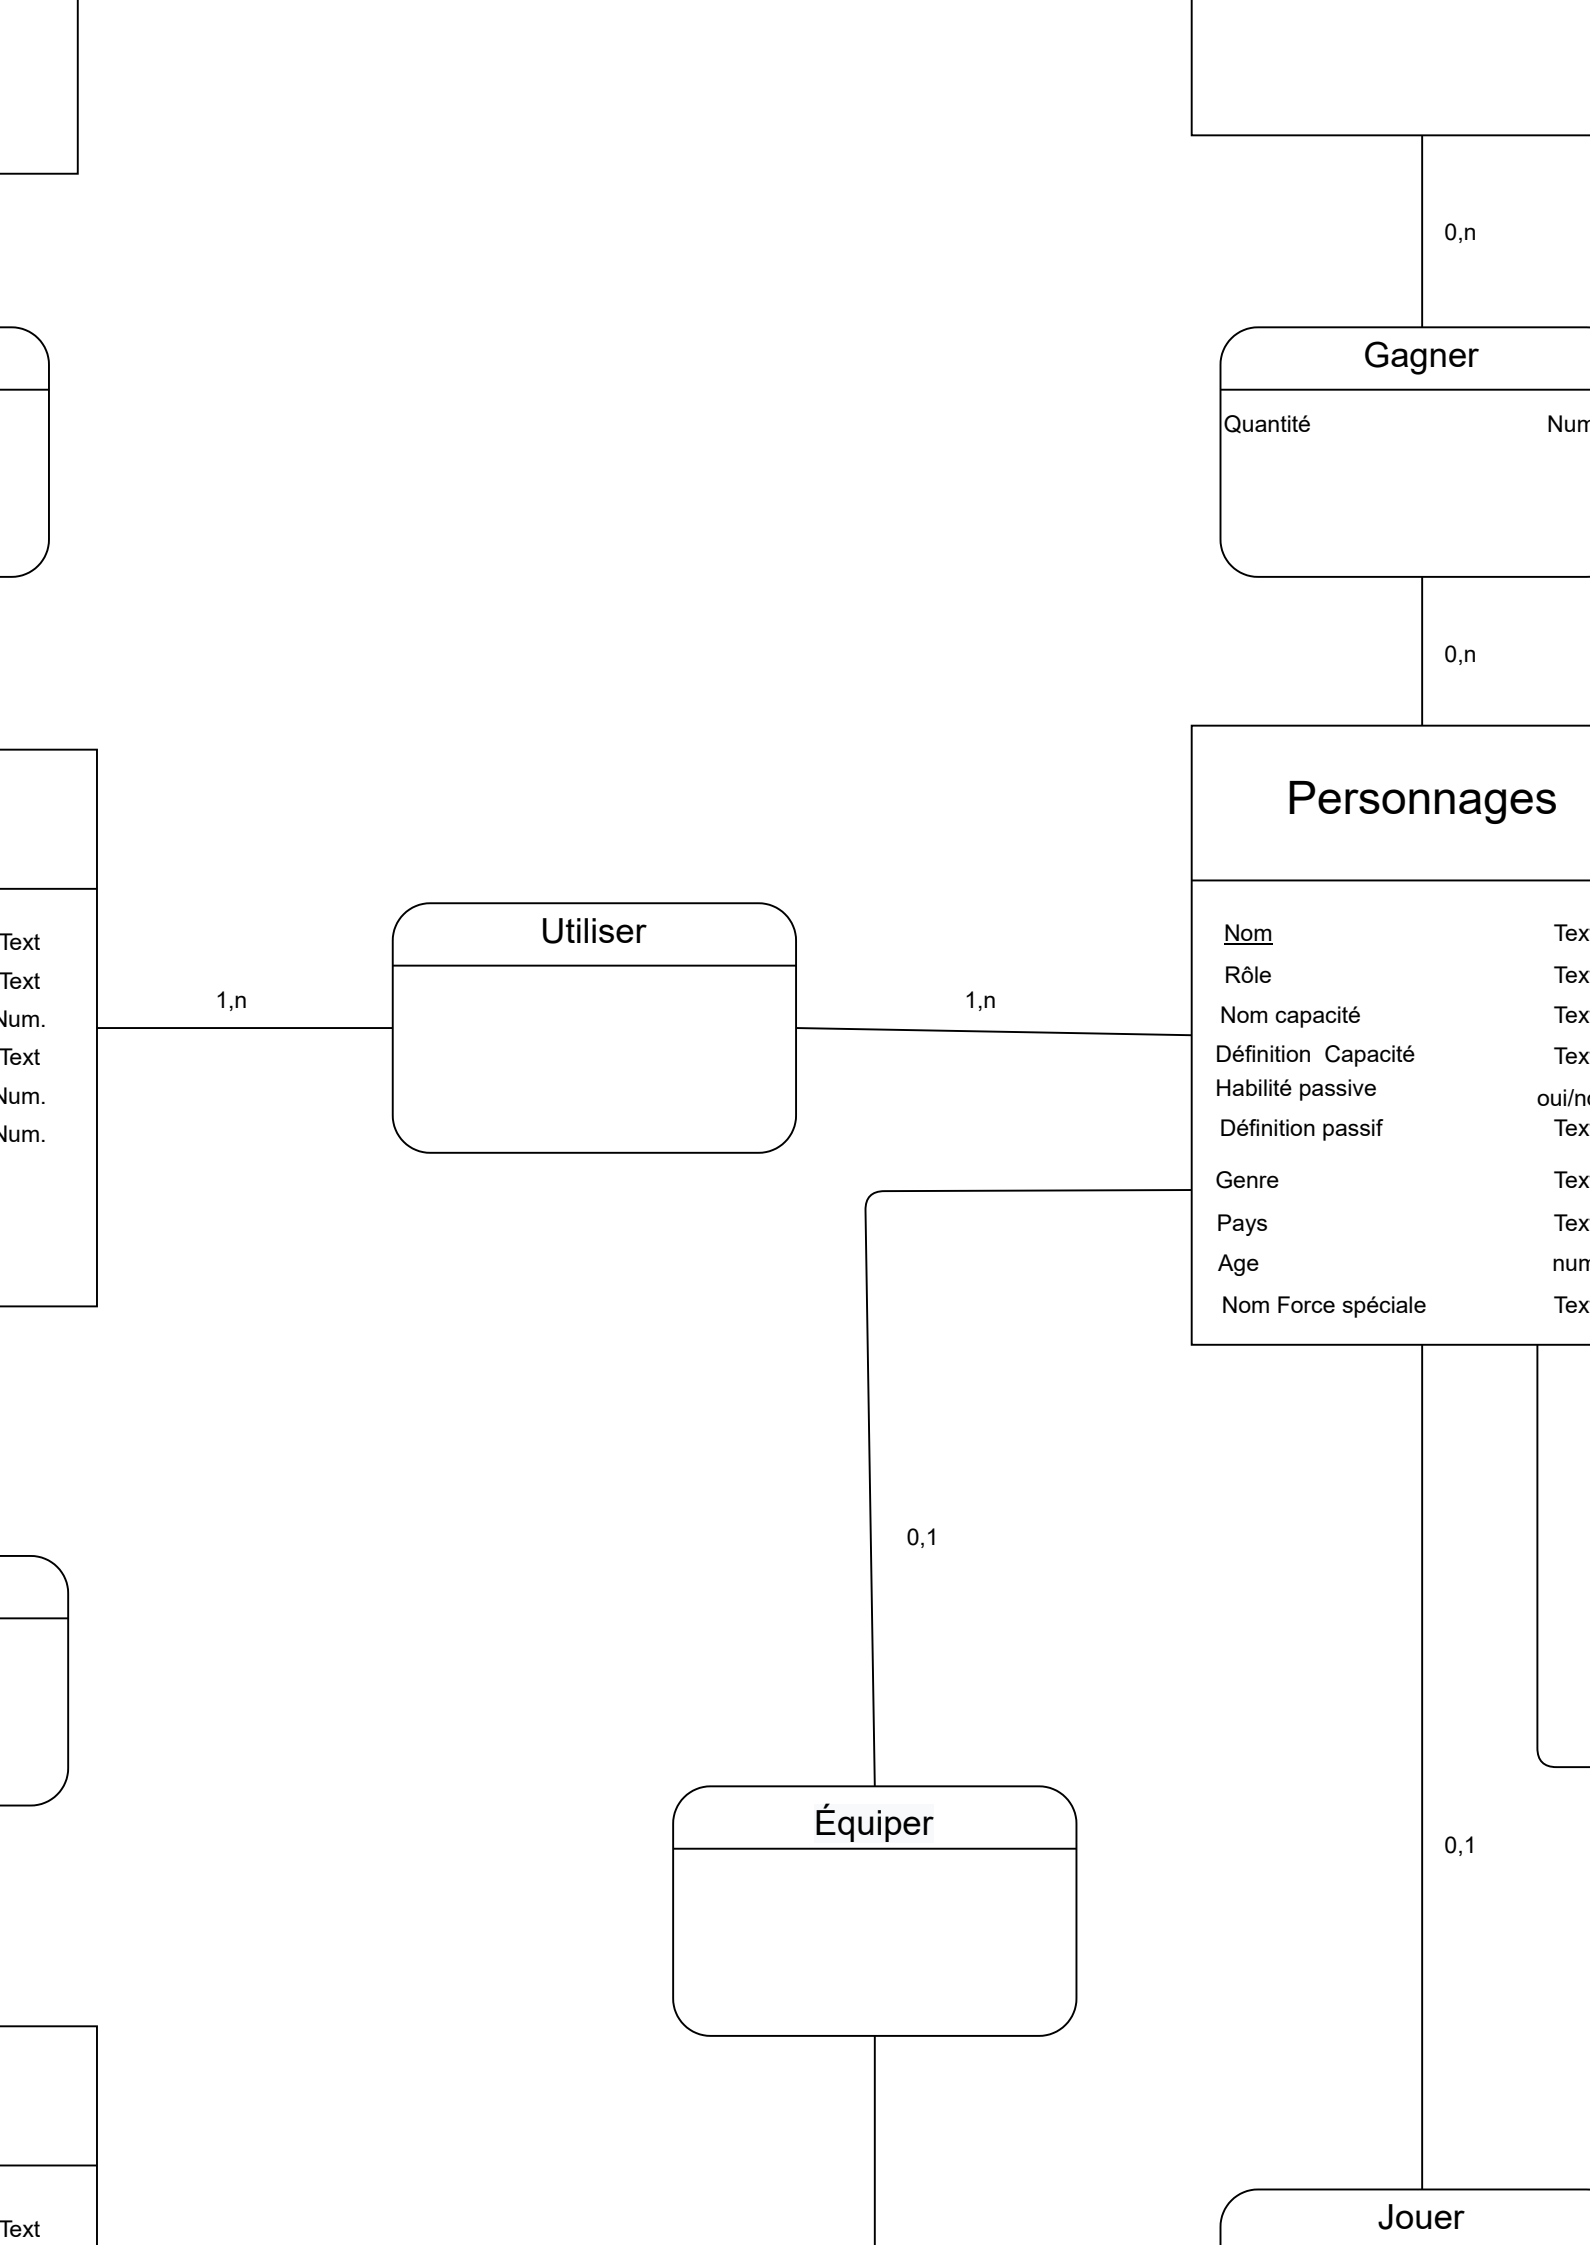 0,n
Gagner
Quantité
0,n
Personnages
Utiliser
Nom
Text
Rôle
Text
1,n
1,n
Nom capacité
Num.
Définition  Capacité
Text
Habilité passive
Num.
Définition passif
Num.
Genre
Pays
Age
Nom Force spéciale
0,1
Équiper
0,1
Jouer
Text